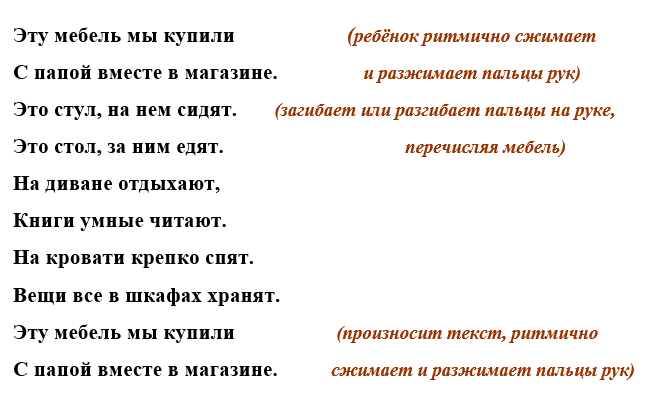 Эту мебель мы купили (ребёнок ритмично сжимает
С папой вместе в магазине. и разжимает пальцы рук)
Это стул, на нем сидят. (загибает или разгибает пальцы на руке,
Это стол, за ним едят. перечисляя мебель)
На диване отдыхают,
Книги умные читают.
На кровати крепко спят.
Вещи все в шкафах хранят.
Эту мебель мы купили (произносит текст, ритмично
С папой вместе в магазине. сжимает и разжимает пальцы рук)